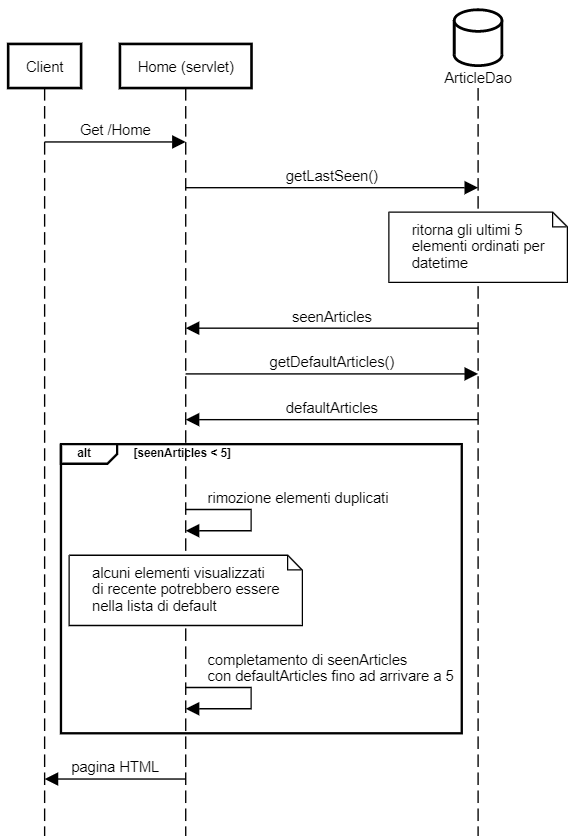 Client
Home (servlet)
ArticleDao
Get /Home
getLastSeen()
ritorna gli ultimi 5
elementi ordinati per
datetime
seenArticles
getDefaultArticles()
defaultArticles
alt
[seenArticles < 5]
rimozione elementi duplicati
alcuni elementi visualizzati
di recente potrebbero essere
nella lista di default
completamento di seenArticles
con defaultArticles fino ad arrivare a 5
pagina HTML